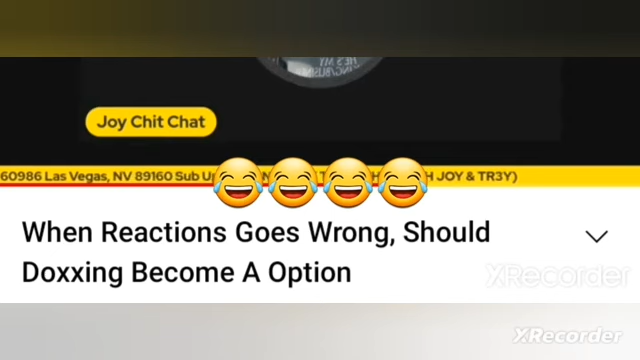 Joy Chit Chat
60986 Las Vegas, NV 89160 Sub JOY & TR3Y)
When Reactions Goes Wrong, Should
Doxxing Become A Option
XRecorder
XRecorder